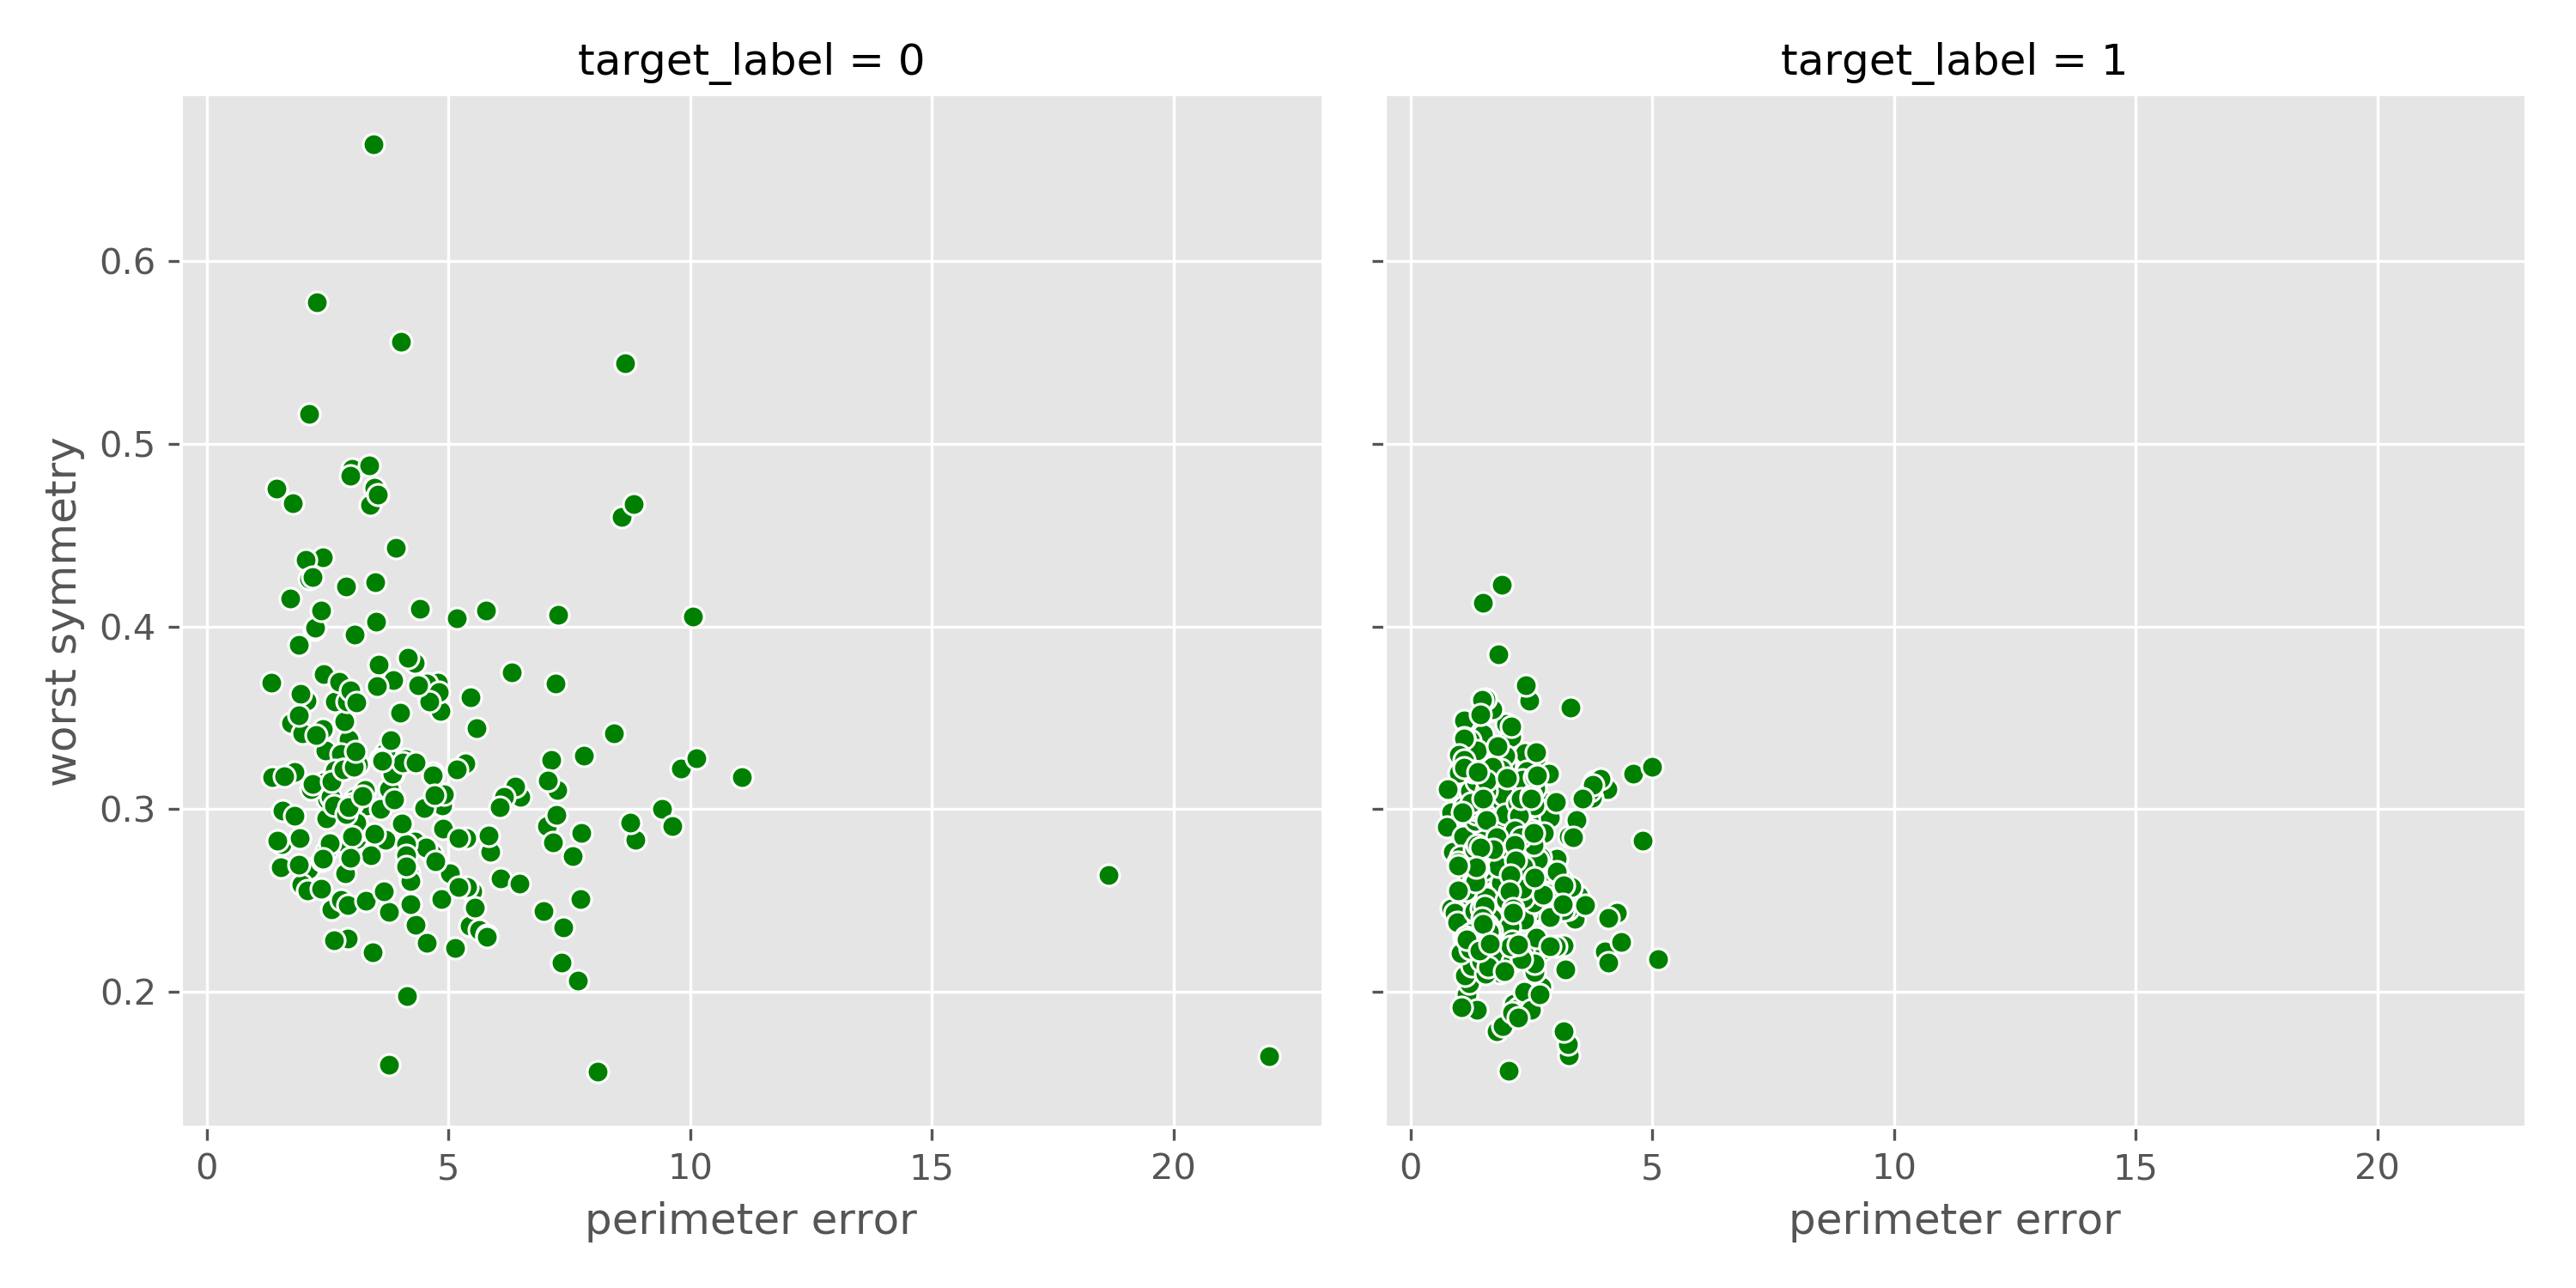 target_label = 0
target_label = 1
worst symmetry
0.6
0.5
0.4
0.3
0.2
0 5 10 15 20
0 5 10 15 20
perimeter error
perimeter error